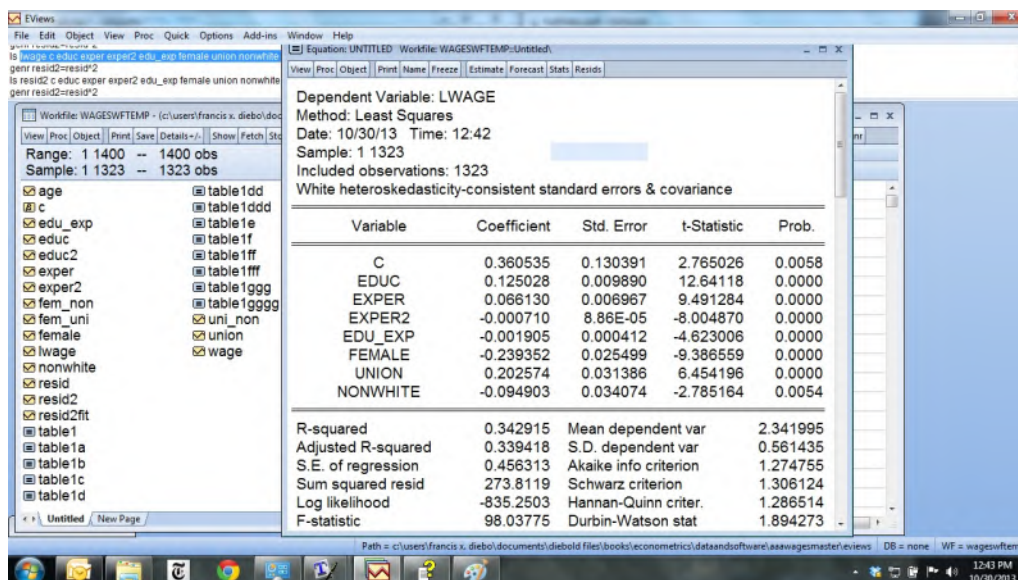 EViews
File Edit Object View Proc Quick Options Add-ins Window Help
ls lwage c educ exper exper2 edu_exp female union nonwhite
genr resid2=resid^2
ls resid2 c educ exper exper2 edu_exp female union nonwhite
genr resid2=resid^2
Workfile: WAGESWFTEMP - (c:\users\francis x. diebo\doc
View Proc Object Print Save Details+/- Show Fetch Sto
Range: 1 1400 -- 1400 obs
Sample: 1 1323 -- 1323 obs
age
c
edu_exp
educ
educ2
exper
exper2
fem_non
fem_uni
female
lwage
nonwhite
resid
resid2
resid2fit
table1
table1a
table1b
table1c
table1d
table1dd
table1ddd
table1e
table1f
table1ff
table1fff
table1ggg
table1gggg
uni_non
union
wage
Untitled New Page
Equation: UNTITLED Workfile: WAGESWFTEMP::Untitled\
View Proc Object Print Name Freeze Estimate Forecast Stats Resids
Dependent Variable: LWAGE
Method: Least Squares
Date: 10/30/13 Time: 12:42
Sample: 1 1323
Included observations: 1323
White heteroskedasticity-consistent standard errors & covariance
Variable Coefficient Std. Error t-Statistic Prob.
C 0.360535 0.130391 2.765026 0.0058
EDUC 0.125028 0.009890 12.64118 0.0000
EXPER 0.066130 0.006967 9.491284 0.0000
EXPER2 -0.000710 8.86E-05 -8.004870 0.0000
EDU_EXP -0.001905 0.000412 -4.623006 0.0000
FEMALE -0.239352 0.025499 -9.386559 0.0000
UNION 0.202574 0.031386 6.454196 0.0000
NONWHITE -0.094903 0.034074 -2.785164 0.0054
R-squared 0.342915 Mean dependent var 2.341995
Adjusted R-squared 0.339418 S.D. dependent var 0.561435
S.E. of regression 0.456313 Akaike info criterion 1.274755
Sum squared resid 273.8119 Schwarz criterion 1.306124
Log likelihood -835.2503 Hannan-Quinn criter. 1.286514
F-statistic 98.03775 Durbin-Watson stat 1.894273
Path = c:\users\francis x. diebo\documents\diebold files\books\econometrics\dataandsoftware\aaawagesmaster\eviews DB = none WF = wageswftem
12:43 PM
10/30/2013